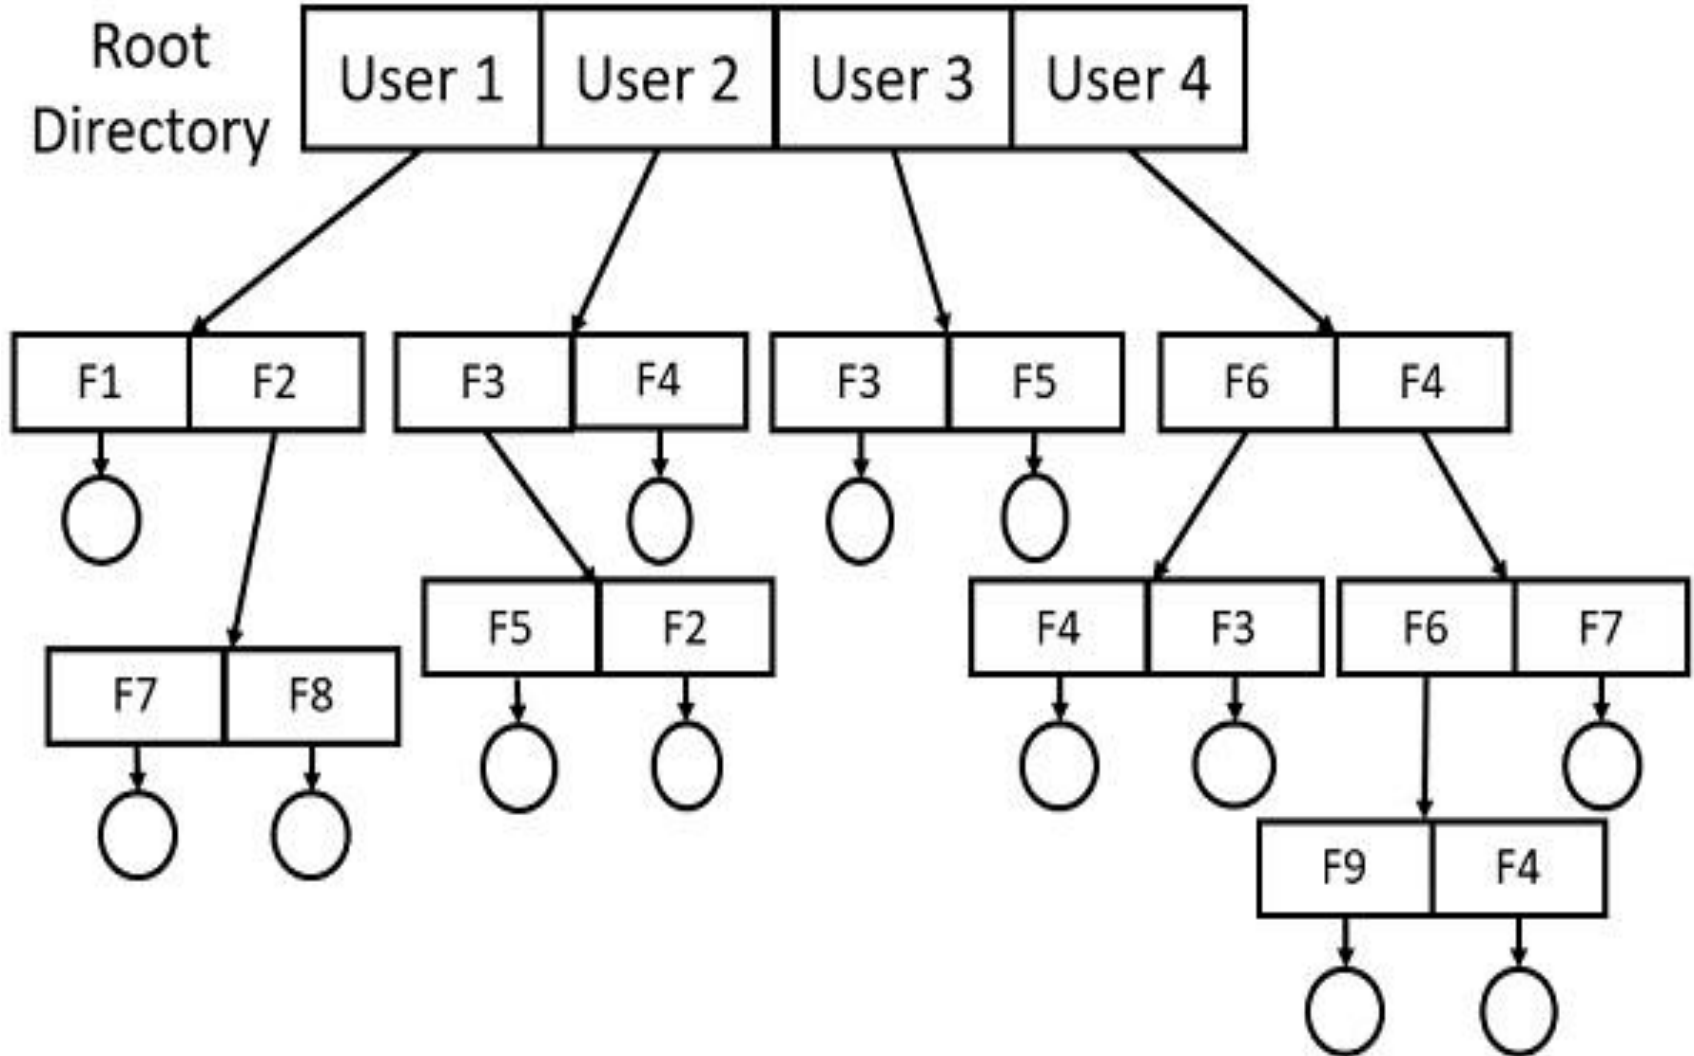 Root
Directory
User 1 User 2 User 3 User 4
F1 F2 F3 F4 F3 F5 F6 F4
F5 F2 F4 F3 F6 F7
F7 F8
F9 F4